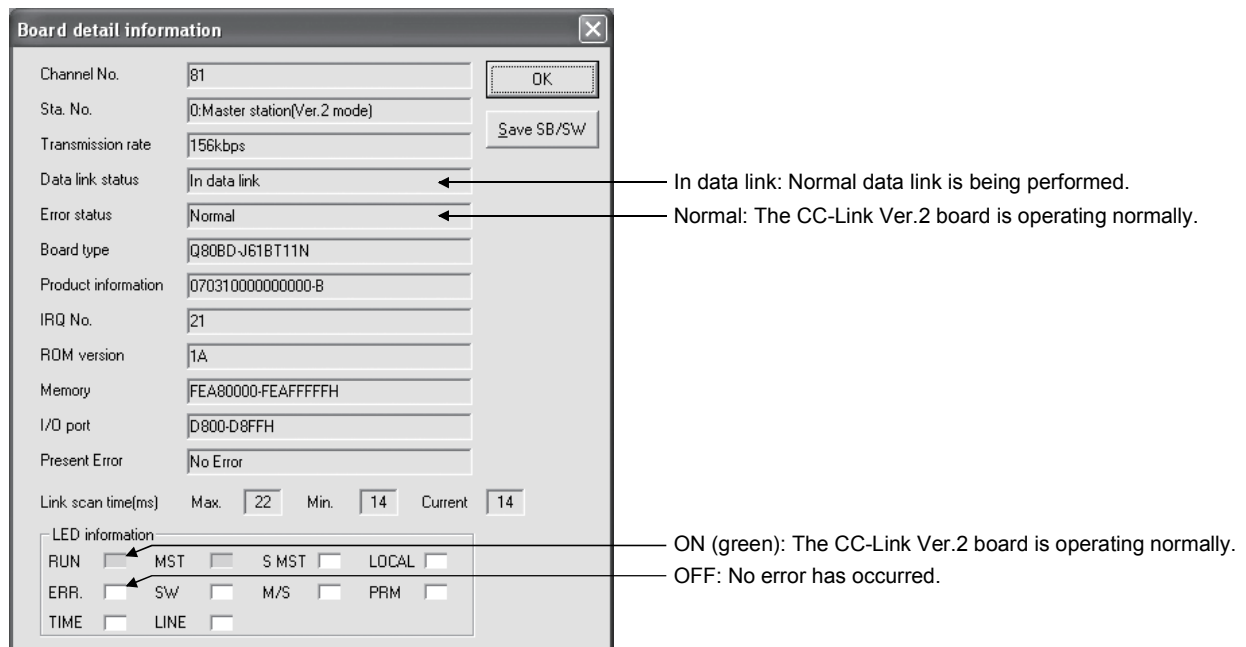 Board detail information
Channel No. 81 OK
Sta. No. 0:Master station(Ver.2 mode)
Save SB/SW
Transmission rate 156kbps
Data link status In data link In data link: Normal data link is being performed.
Error status Normal Normal: The CC-Link Ver.2 board is operating normally.
Board type Q80BD-J61BT11N
Product information 070310000000000-B
IRQ No. 21
ROM version 1A
Memory FEA80000-FEAFFFFFH
I/O port D800-D8FFH
Present Error No Error
Link scan time(ms) Max. 22 Min. 14 Current 14
LED information
ON (green): The CC-Link Ver.2 board is operating normally.
RUN MST S MST LOCAL
OFF: No error has occurred.
ERR. SW M/S PRM
TIME LINE